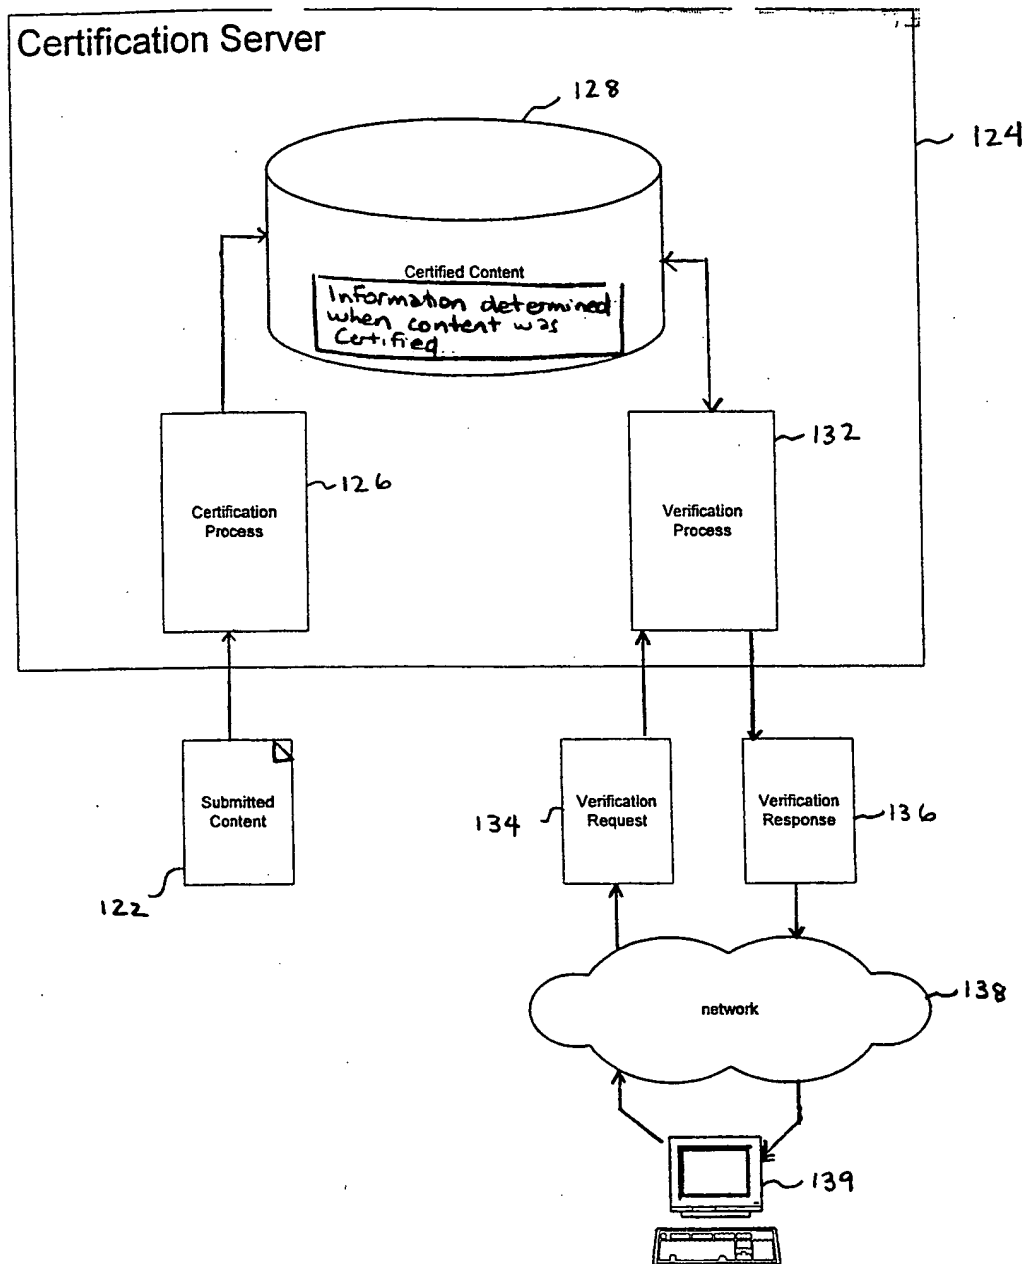 Certification Server
128
124
Certified Content
Information determined
when content was
Certified
126
132
Certification
Process
Verification
Process
Submitted
Content
122
Verification
Request
134
Verification
Response
136
network
138
139